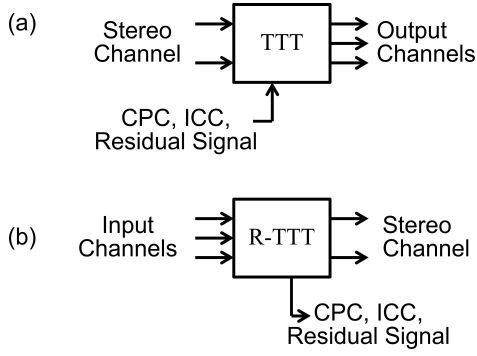 (a)
Stereo
Channel
TTT
Output
Channels
CPC, ICC,
Residual Signal
(b)
Input
Channels
R-TTT
Stereo
Channel
CPC, ICC,
Residual Signal